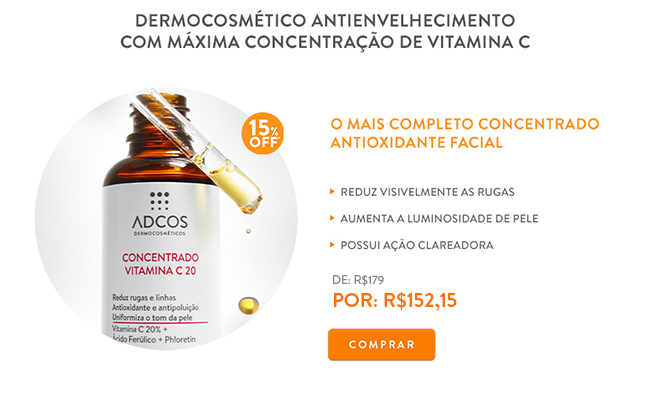 DERMOCOSMÉTICO ANTIENVELHECIMENTO
COM MÁXIMA CONCENTRAÇÃO DE VITAMINA C
15% OFF
O MAIS COMPLETO CONCENTRADO
ANTIOXIDANTE FACIAL
REDUZ VISIVELMENTE AS RUGAS
AUMENTA A LUMINOSIDADE DE PELE
POSSUI AÇÃO CLAREADORA
DE: R$179
POR: R$152,15
COMPRAR
ADCOS
DERMOCOSMÉTICOS
CONCENTRADO
VITAMINA C 20
Reduz rugas e linhas
Antioxidante e antipoluição
Uniformiza o tom da pele
Vitamina C 20% +
Ácido Ferúlico + Phloretin